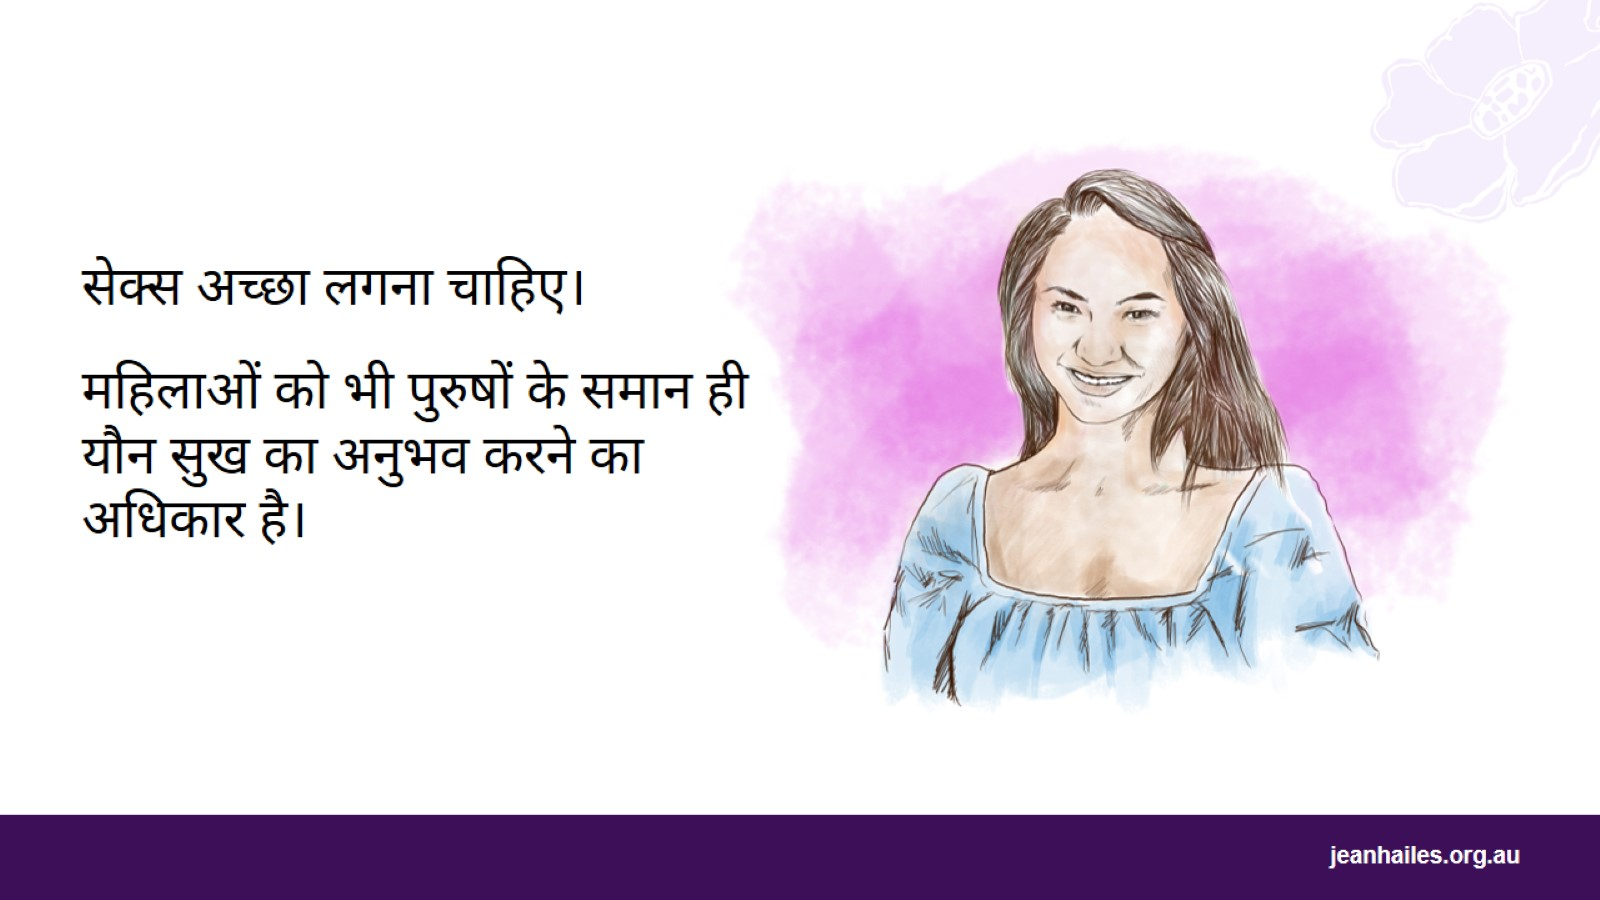 सेक्स अच्छा लगना चाहिए।
महिलाओं को भी पुरुषों के समान ही
यौन सुख का अनुभव करने का
अधिकार है।
jeanhailes.org.au